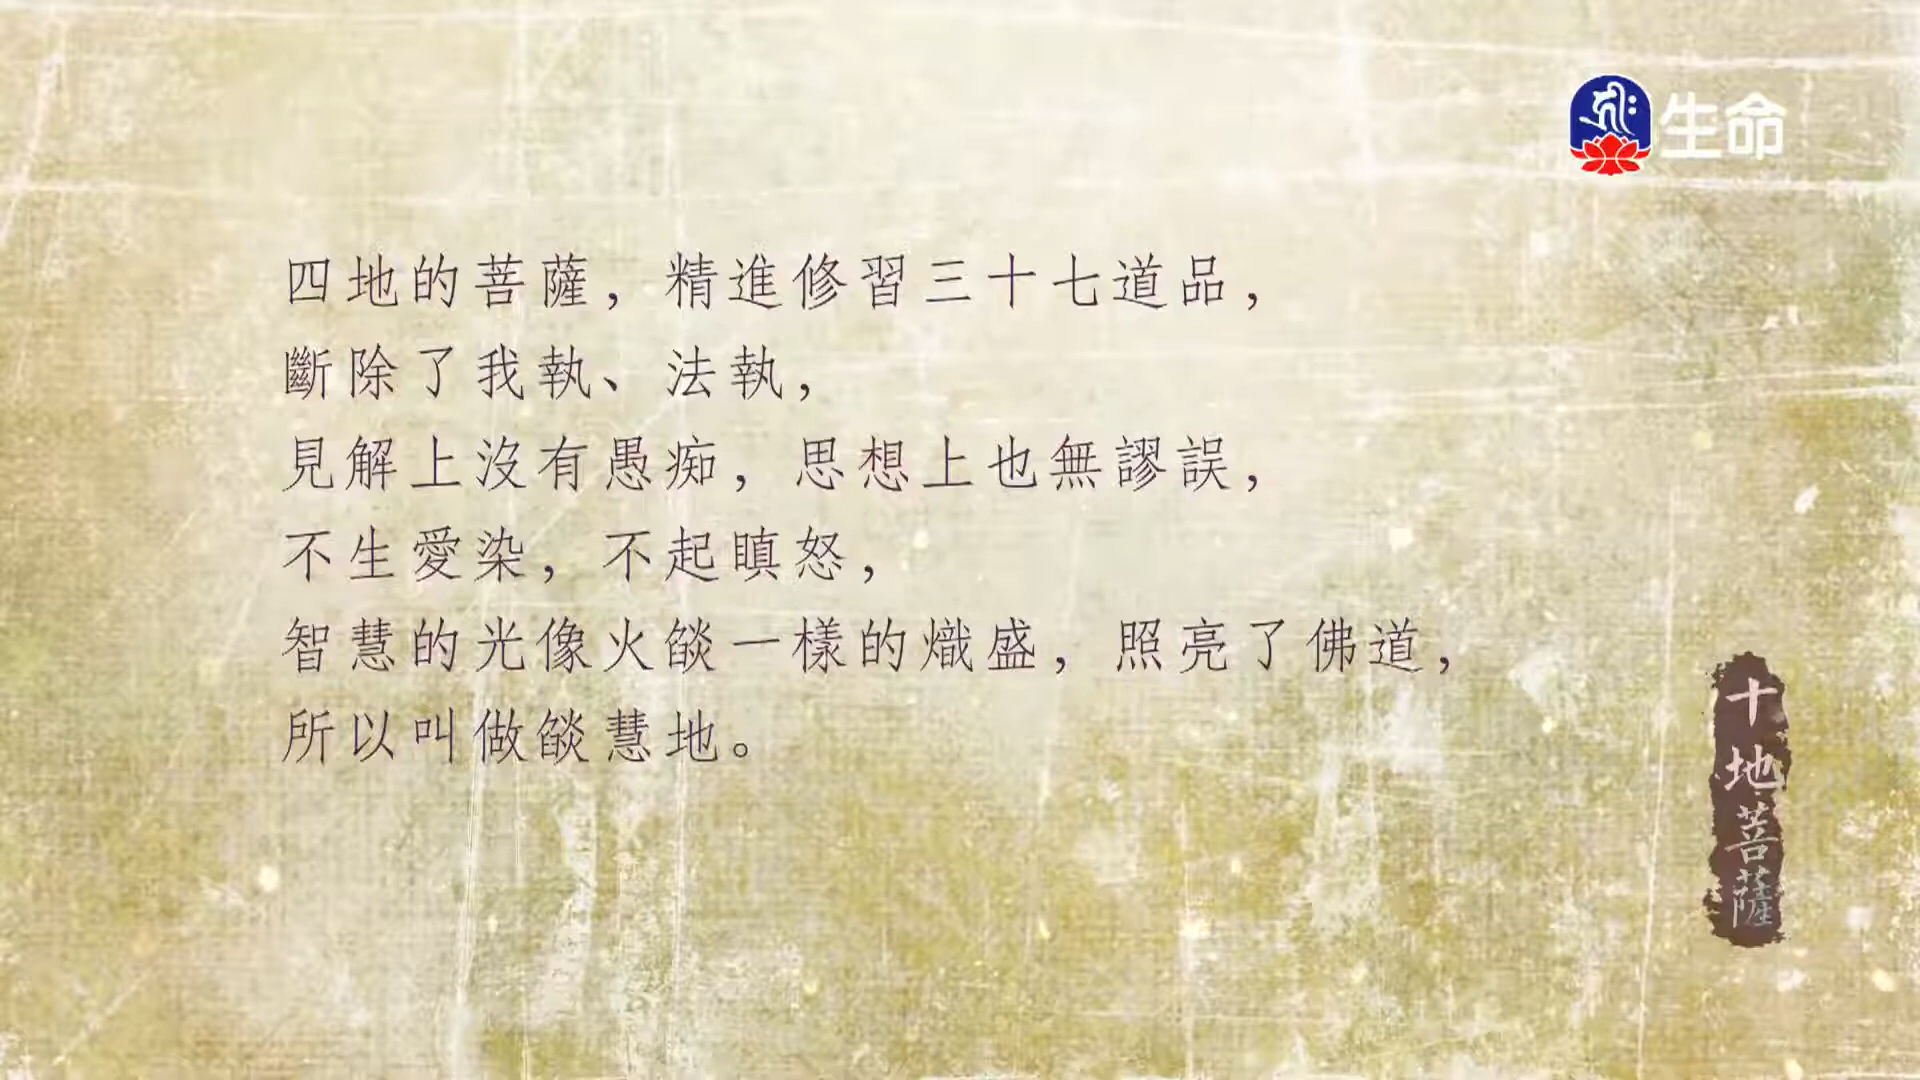 生命
四地的菩薩，精進修習三十七道品，
斷除了我執、法執，
見解上沒有愚痴，思想上也無謬誤，
不生愛染，不起瞋怒，
智慧的光像火燄一樣的熾盛，照亮了佛道，
所以叫做燄慧地。
十地菩薩